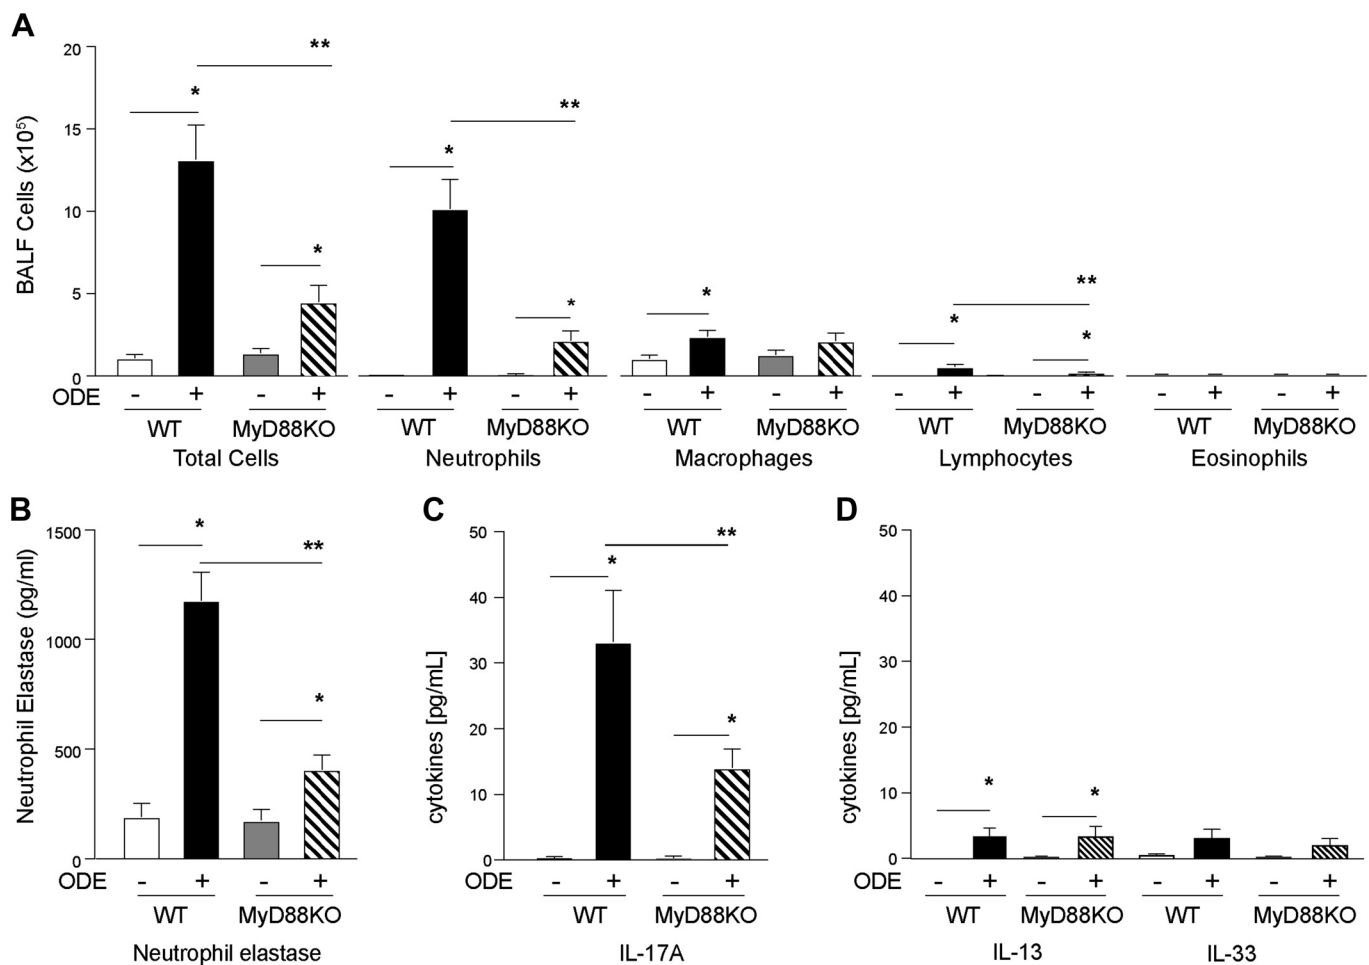 A
BALF Cells (x10⁵)
20
15
10
5
0
* ** * * ** * * * ** *
ODE - + - + - + - + - + - + - + - + - + - +
WT MyD88KO WT MyD88KO WT MyD88KO WT MyD88KO WT MyD88KO
Total Cells Neutrophils Macrophages Lymphocytes Eosinophils
B
Neutrophil Elastase (pg/ml)
1500
1000
500
0
* ** *
ODE - + - +
WT MyD88KO
Neutrophil elastase
C
cytokines [pg/mL]
50
40
30
20
10
0
* ** *
ODE - + - +
WT MyD88KO
IL-17A
D
cytokines [pg/mL]
50
40
30
20
10
0
* *
ODE - + - + - + - +
WT MyD88KO WT MyD88KO
IL-13 IL-33